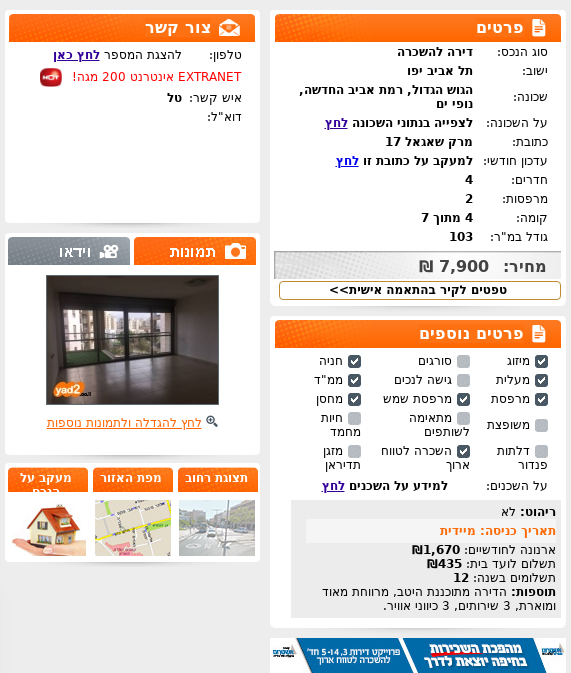 פרטים
סוג הנכס: דירה להשכרה
ישוב: תל אביב יפו
שכונה: הגוש הגדול, רמת אביב החדשה,
נופי ים
על השכונה: לצפייה בנתוני השכונה לחץ
כתובת: מרק שאגאל 17
עדכון חודשי: למעקב על כתובת זו לחץ
חדרים: 4
מרפסות: 2
קומה: 4 מתוך 7
גודל במ"ר: 103
מחיר: 7,900 ₪
טפטים לקיר בהתאמה אישית>>
פרטים נוספים
מיזוג סורגים חניה
מעלית גישה לנכים ממ"ד
מרפסת מרפסת שמש מחסן
משופצת מתאימה לשותפים חיות מחמד
דלתות פנדור השכרה לטווח ארוך מזגן תדיראן
על השכנים: למידע על השכנים לחץ
ריהוט: לא
תאריך כניסה: מיידית
ארנונה לחודשיים: 1,670₪
תשלום לועד בית: 435₪
תשלומים בשנה: 12
תוספות: הדירה מתוכננת היטב, מרווחת מאוד
ומוארת, 3 שירותים, 3 כיווני אוויר.
מהפכת השכירות
בחיפה יוצאת לדרך
פרוייקט דירות 14,3-5 חד'
להשכרה לטווח ארוך
צור קשר
טלפון: להצגת המספר לחץ כאן
EXTRANET אינטרנט 200 מגה!
HOT
איש קשר: טל
דוא"ל:
תמונות
וידאו
yad2
לחץ להגדלה ולתמונות נוספות
תצוגת רחוב
מפת האזור
מעקב על
הנכס